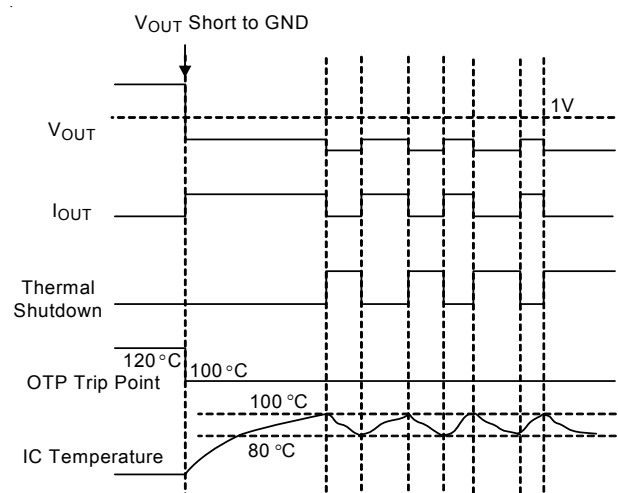 VOUT Short to GND
1V
VOUT
IOUT
Thermal
Shutdown
120 °C
100 °C
OTP Trip Point
100 °C
80 °C
IC Temperature